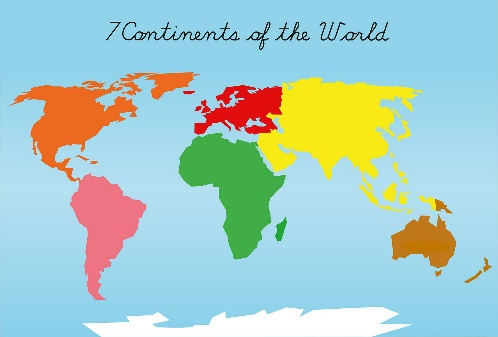 7 Continents of the World